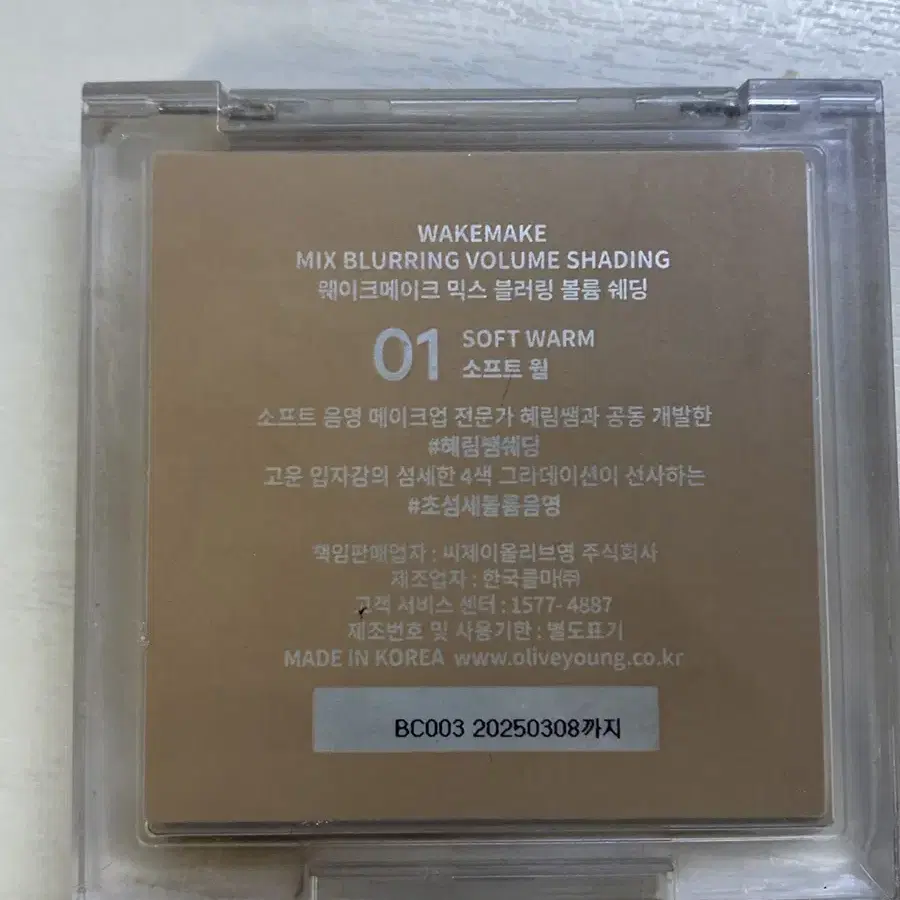 WAKEMAKE
MIX BLURRING VOLUME SHADING
웨이크메이크 믹스 블러링 볼륨 쉐딩
01 SOFT WARM
소프트 웜
소프트 음영 메이크업 전문가 혜림쌤과 공동 개발한
#혜림쌤쉐딩
고운 입자감의 섬세한 4색 그라데이션이 선사하는
#초섬세볼륨음영
책임판매업자 : 씨제이올리브영 주식회사
제조업자 : 한국콜마㈜
고객 서비스 센터 : 1577- 4887
제조번호 및 사용기한 : 별도표기
MADE IN KOREA www.oliveyoung.co.kr
BC003 20250308까지